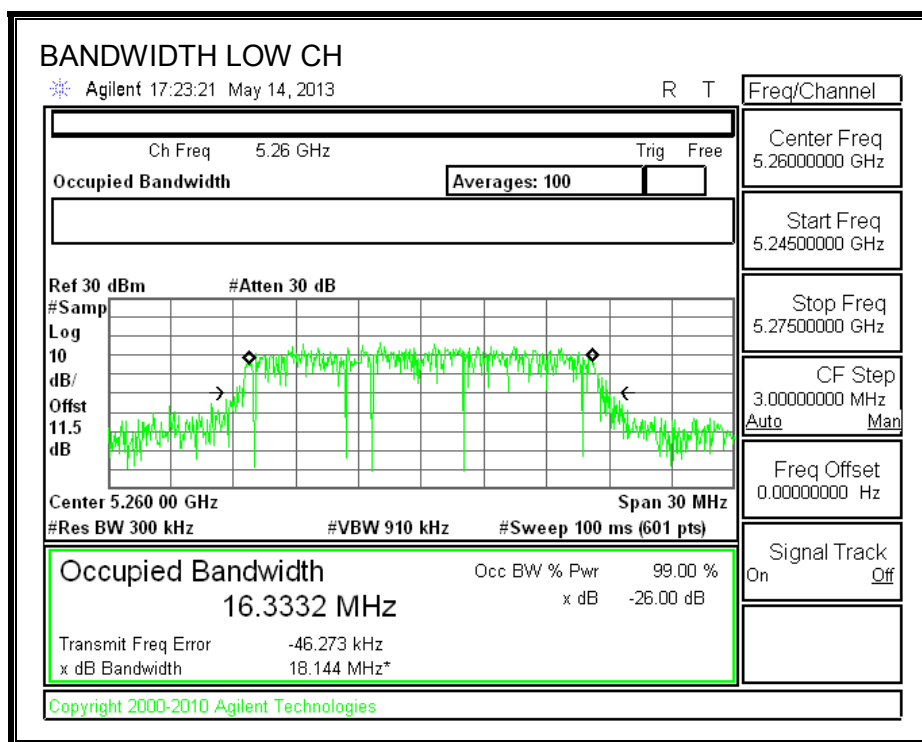 BANDWIDTH LOW CH
Agilent 17:23:21 May 14, 2013 R T
Freq/Channel
Ch Freq 5.26 GHz Trig Free
Occupied Bandwidth Averages: 100
Center Freq
5.26000000 GHz
Start Freq
5.24500000 GHz
Stop Freq
5.27500000 GHz
CF Step
3.00000000 MHz
Auto Man
Freq Offset
0.00000000 Hz
Signal Track
On Off
Ref 30 dBm #Atten 30 dB
#Samp
Log
10
dB/
Offst
11.5
dB
Center 5.260 00 GHz Span 30 MHz
#Res BW 300 kHz #VBW 910 kHz #Sweep 100 ms (601 pts)
Occupied Bandwidth Occ BW % Pwr 99.00 %
16.3332 MHz x dB -26.00 dB
Transmit Freq Error -46.273 kHz
x dB Bandwidth 18.144 MHz*
Copyright 2000-2010 Agilent Technologies